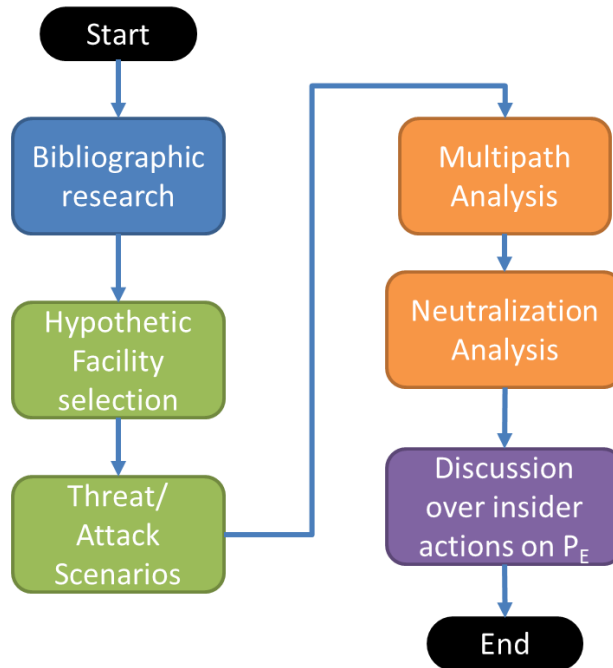 Start
Bibliographic
research
Hypothetic
Facility
selection
Threat/
Attack
Scenarios
Multipath
Analysis
Neutralization
Analysis
Discussion
over insider
actions on P_E
End